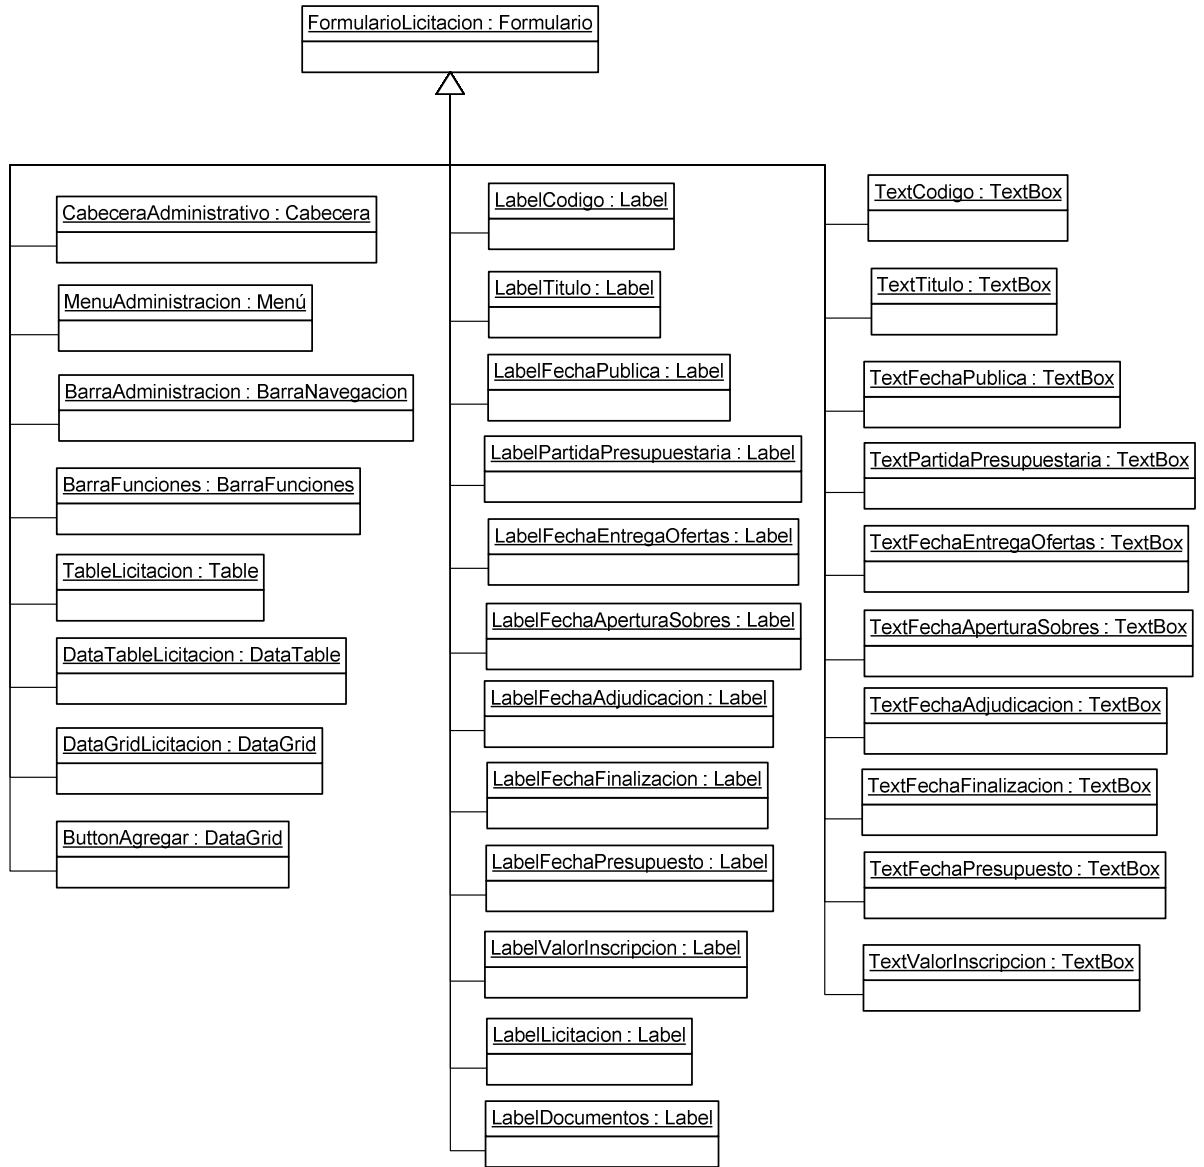 FormularioLicitacion : Formulario
CabeceraAdministrativo : Cabecera
MenuAdministracion : Menú
BarraAdministracion : BarraNavegacion
BarraFunciones : BarraFunciones
TableLicitacion : Table
DataTableLicitacion : DataTable
DataGridLicitacion : DataGrid
ButtonAgregar : DataGrid
LabelCodigo : Label
LabelTitulo : Label
LabelFechaPublica : Label
LabelPartidaPresupuestaria : Label
LabelFechaEntregaOfertas : Label
LabelFechaAperturaSobres : Label
LabelFechaAdjudicacion : Label
LabelFechaFinalizacion : Label
LabelFechaPresupuesto : Label
LabelValorInscripcion : Label
LabelLicitacion : Label
LabelDocumentos : Label
TextCodigo : TextBox
TextTitulo : TextBox
TextFechaPublica : TextBox
TextPartidaPresupuestaria : TextBox
TextFechaEntregaOfertas : TextBox
TextFechaAperturaSobres : TextBox
TextFechaAdjudicacion : TextBox
TextFechaFinalizacion : TextBox
TextFechaPresupuesto : TextBox
TextValorInscripcion : TextBox